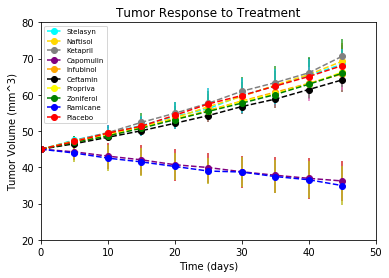 Tumor Response to Treatment
Tumor Volume (mm^3)
80
70
60
50
40
30
20
Stelasyn
Naftisol
Ketapril
Capomulin
Infubinol
Ceftamin
Propriva
Zoniferol
Ramicane
Placebo
0
10
20
30
40
50
Time (days)